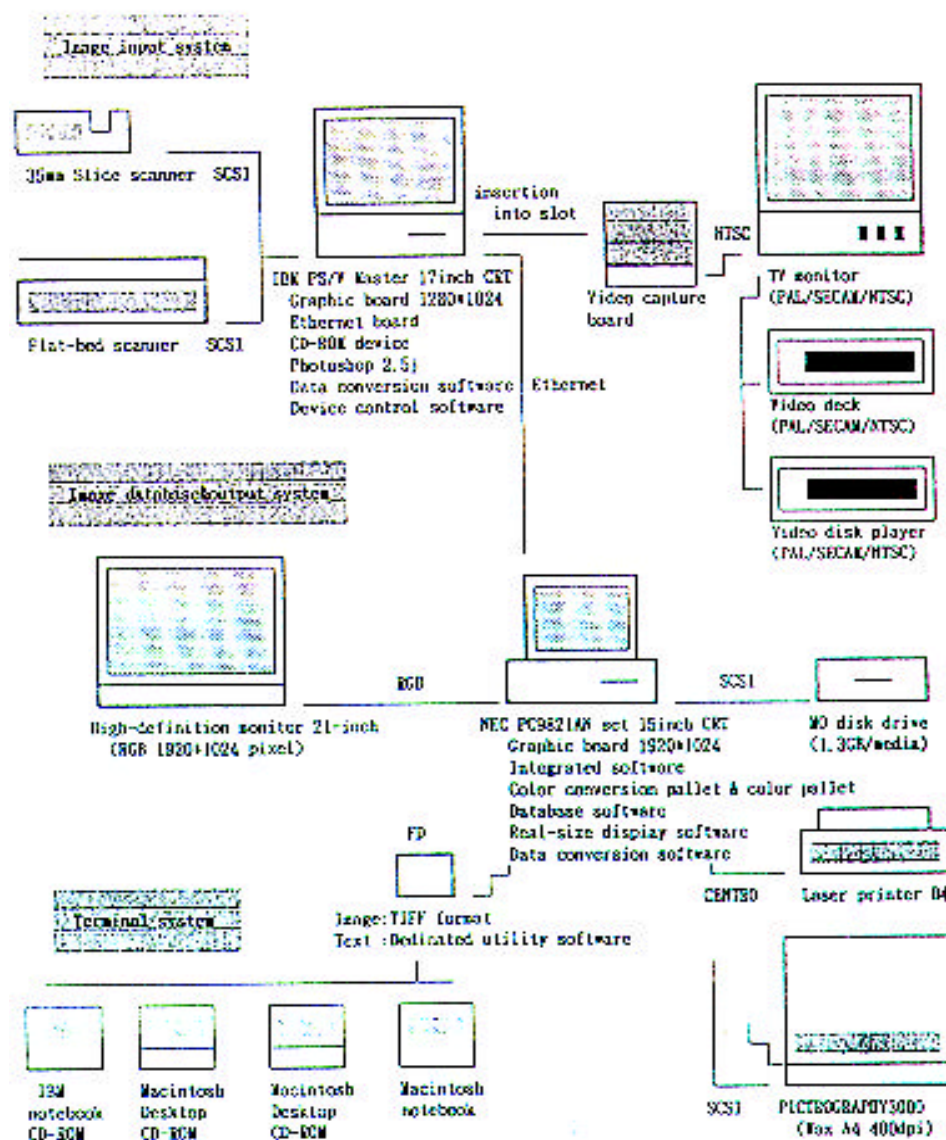 Image input system
35mm Slide scanner SCSI
Flat-bed scanner SCSI
IBM PS/V Master 17inch CRT
Graphic board 1280*1024
Ethernet board
CD-ROM device
Photoshop 2.5j
Data conversion software
Device control software
Ethernet
insertion
into slot
Video capture
board
NTSC
TV monitor
(PAL/SECAM/NTSC)
Video deck
(PAL/SECAM/NTSC)
Video disk player
(PAL/SECAM/NTSC)
Image database&output system
High-definition monitor 21-inch
(RGB 1920*1024 pixel)
RGB
NEC PC9821AN set 15inch CRT
Graphic board 1920*1024
Integrated software
Color conversion pallet & color pallet
Database software
Real-size display software
Data conversion software
SCSI
MO disk drive
(1.3GB/media)
CENTRO
Laser printer B4
FD
Image:TIFF format
Text :Dedicated utility software
Terminal system
IBM
notebook
CD-ROM
Macintosh
Desktop
CD-ROM
Macintosh
Desktop
CD-ROM
Macintosh
notebook
SCSI
PICTROGRAPHY3000
(Max A4 400dpi)